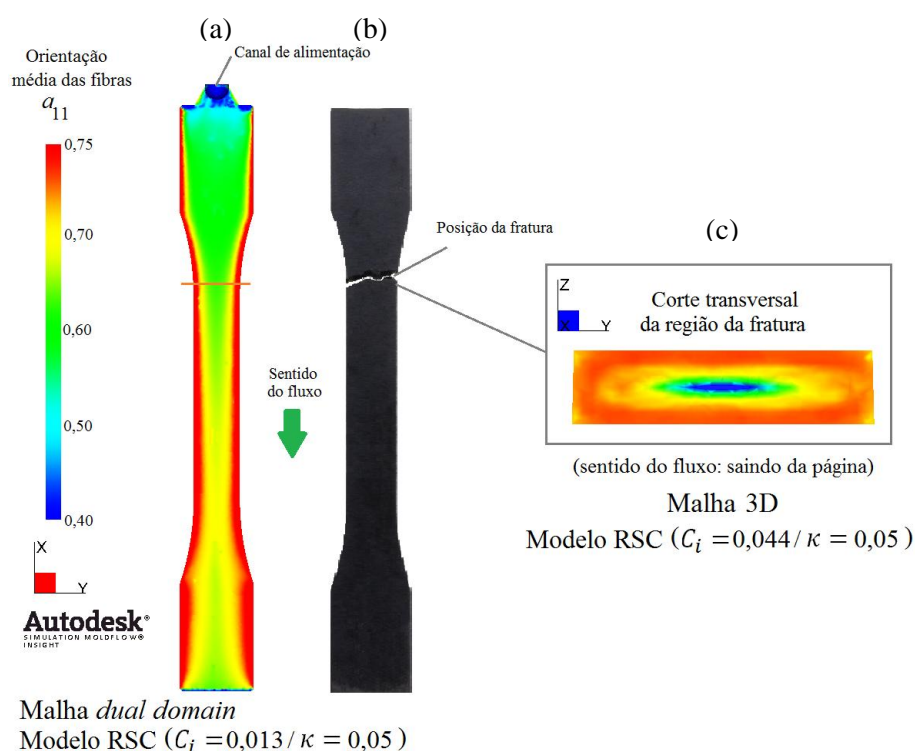 (a)
(b)
Canal de alimentação
Orientação
média das fibras
a11
0,75
0,70
0,60
0,50
0,40
X
Y
Posição da fratura
(c)
Z
X
Y
Corte transversal
da região da fratura
Sentido
do fluxo
(sentido do fluxo: saindo da página)
Malha 3D
Modelo RSC (Ci =0,044/ κ = 0,05)
Autodesk®
SIMULATION MOLDFLOW®
INSIGHT
Malha dual domain
Modelo RSC (Ci =0,013/ κ = 0,05)